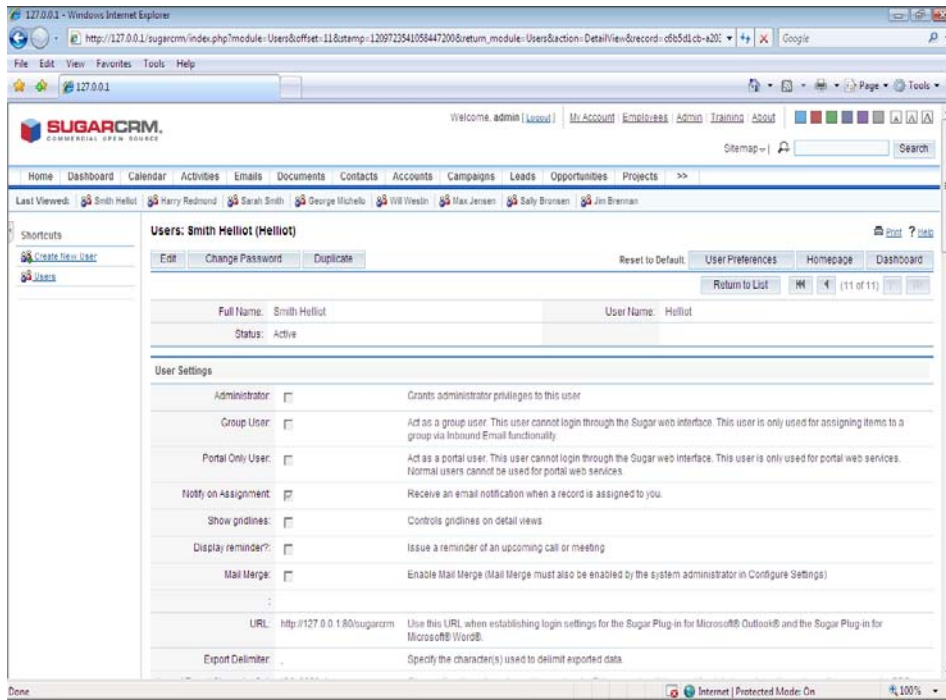 127.0.0.1 - Windows Internet Explorer
http://127.0.0.1/sugarcrm/index.php?module=Users&offset=11&stamp=1209723541058447200&return_module=Users&action=DetailView&record=c6b5d1cb-a20
Google
File Edit View Favorites Tools Help
127.0.0.1
Page Tools
SUGARCRM.
COMMERCIAL OPEN SOURCE
Welcome, admin [ Logout ] My Account Employees Admin Training About
Sitemap
Search
Home Dashboard Calendar Activities Emails Documents Contacts Accounts Campaigns Leads Opportunities Projects >>
Last Viewed: Smith Helliot Harry Redmond Sarah Smith George Michello Will Westin Max Jensen Sally Bronsen Jim Brennan
Shortcuts
Create New User
Users
Users: Smith Helliot (Helliot)
Print ? Help
Edit Change Password Duplicate
Reset to Default: User Preferences Homepage Dashboard
Return to List (11 of 11)
Full Name: Smith Helliot User Name: Helliot
Status: Active
User Settings
Administrator: Grants administrator privileges to this user
Group User: Act as a group user. This user cannot login through the Sugar web interface. This user is only used for assigning items to a
group via Inbound Email functionality.
Portal Only User: Act as a portal user. This user cannot login through the Sugar web interface. This user is only used for portal web services.
Normal users cannot be used for portal web services.
Notify on Assignment: Receive an email notification when a record is assigned to you.
Show gridlines: Controls gridlines on detail views
Display reminder?: Issue a reminder of an upcoming call or meeting
Mail Merge: Enable Mail Merge (Mail Merge must also be enabled by the system administrator in Configure Settings)
:
URL: http://127.0.0.1:80/sugarcrm Use this URL when establishing login settings for the Sugar Plug-in for Microsoft® Outlook® and the Sugar Plug-in for
Microsoft® Word®.
Export Delimiter: , Specify the character(s) used to delimit exported data.
Done
Internet | Protected Mode: On
100%